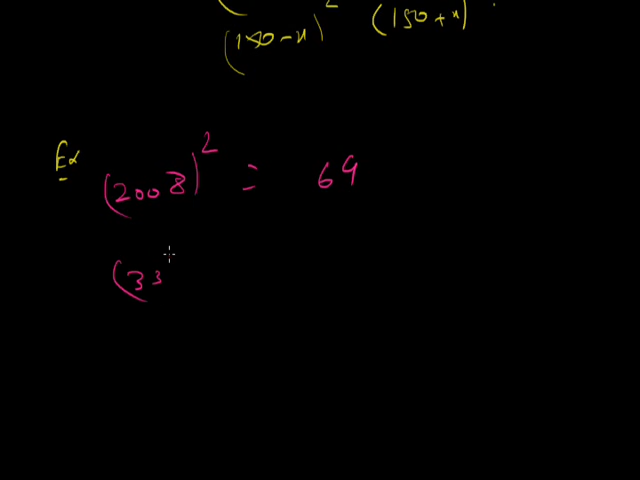 (150-x)² (150+x)
Ex
(2008)² = 64
(33